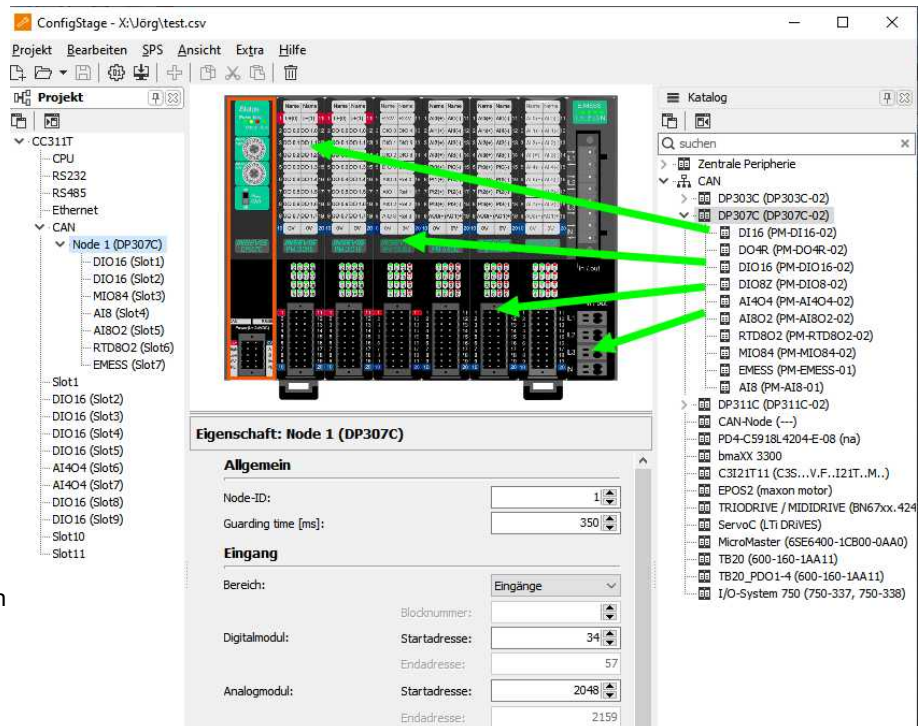 ConfigStage - X:\Jörg\test.csv
Projekt Bearbeiten SPS Ansicht Extra Hilfe
Projekt
CC311T
CPU
RS232
RS485
Ethernet
CAN
Node 1 (DP307C)
DIO16 (Slot1)
DIO16 (Slot2)
MIO84 (Slot3)
AI8 (Slot4)
AI8O2 (Slot5)
RTD8O2 (Slot6)
EMESS (Slot7)
Slot1
DIO16 (Slot2)
DIO16 (Slot3)
DIO16 (Slot4)
DIO16 (Slot5)
AI4O4 (Slot6)
AI4O4 (Slot7)
DIO16 (Slot8)
DIO16 (Slot9)
Slot10
Slot11
n
Eigenschaft: Node 1 (DP307C)
Allgemein
Node-ID: 1
Guarding time [ms]: 350
Eingang
Bereich: Eingänge
Blocknummer:
Digitalmodul: Startadresse: 34
Endadresse: 57
Analogmodul: Startadresse: 2048
Endadresse: 2159
Katalog
suchen
Zentrale Peripherie
CAN
DP303C (DP303C-02)
DP307C (DP307C-02)
DI16 (PM-DI16-02)
DO4R (PM-DO4R-02)
DIO16 (PM-DIO16-02)
DIO8Z (PM-DIO8-02)
AI4O4 (PM-AI4O4-02)
AI8O2 (PM-AI8O2-02)
RTD8O2 (PM-RTD8O2-02)
MIO84 (PM-MIO84-02)
EMESS (PM-EMESS-01)
AI8 (PM-AI8-01)
DP311C (DP311C-02)
CAN-Node (---)
PD4-C5918L4204-E-08 (na)
bmaXX 3300
C3I21T11 (C3S...V.F..I21T..M..)
EPOS2 (maxon motor)
TRIODRIVE / MIDIDRIVE (BN67xx.424
ServoC (LTi DRiVES)
MicroMaster (6SE6400-1CB00-0AA0)
TB20 (600-160-1AA11)
TB20_PDO1-4 (600-160-1AA11)
I/O-System 750 (750-337, 750-338)